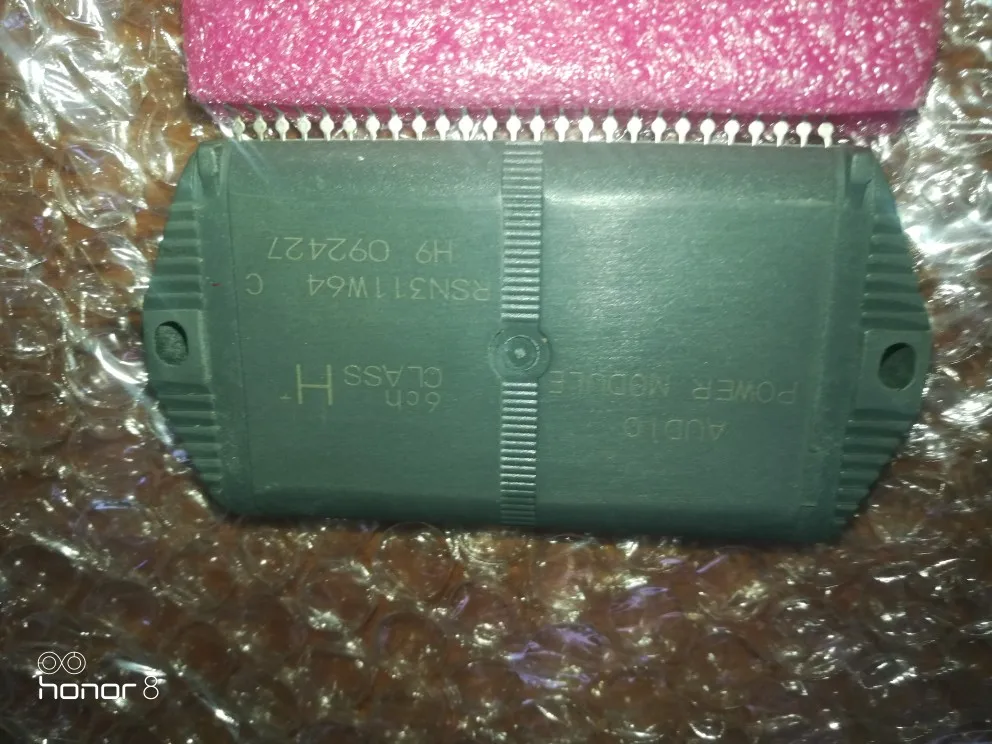 AUDIO
POWER MODULE
6ch
CLASS H+
RSN311W64 C
H9 092427
honor 8